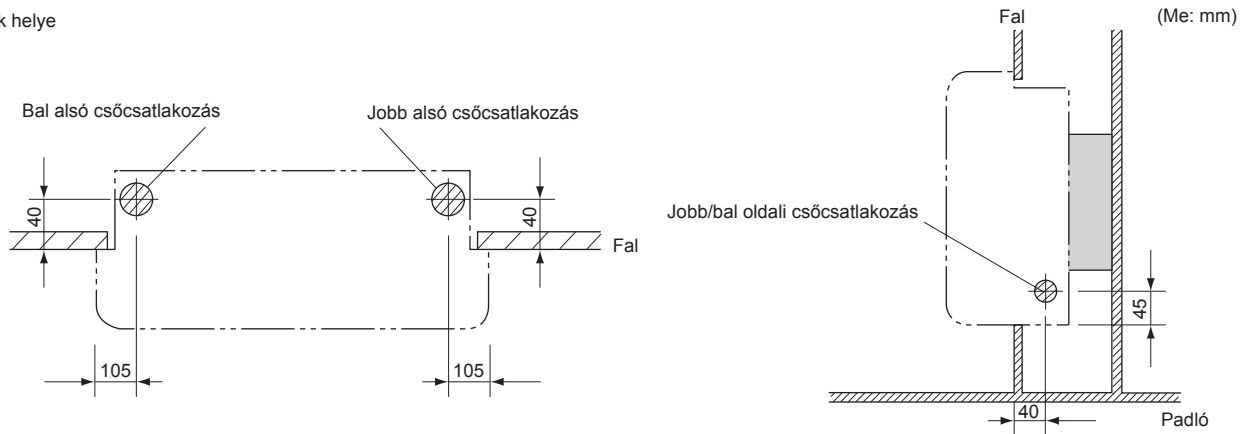 helye
Bal alsó csőcsatlakozás
Jobb alsó csőcsatlakozás
40
40
Fal
105
105
Fal
(Me: mm)
Jobb/bal oldali csőcsatlakozás
45
40
Padló